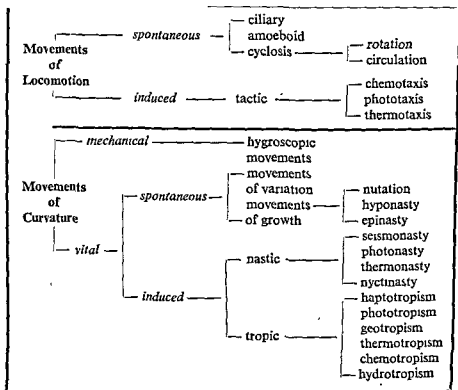 ciliary
spontaneous
amoeboid
cyclosis
rotation
circulation
Movements
of
Locomotion
induced
tactic
chemotaxis
phototaxis
thermotaxis
mechanical
hygroscopic
movements
Movements
of
Curvature
vital
spontaneous
movements
of variation
movements
of growth
nutation
hyponasty
epinasty
induced
nastic
seismonasty
photonasty
thermonasty
nyctinasty
tropic
haptotropism
phototropism
geotropism
thermotropism
chemotropism
hydrotropism